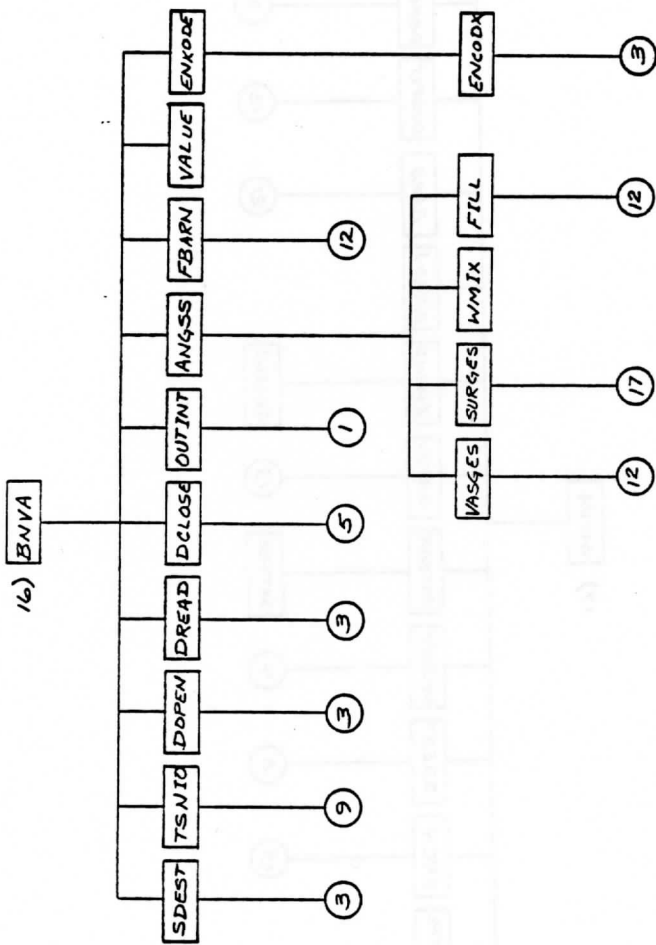 16) BNVA
SDEST TSNIO DOPEN DREAD DCLOSE OUTINT ANGSS FBARN VALUE ENKODE
3 9 3 3 5 1 12
VASGES SURGES WMIX FILL ENCODX
12 17 12 3